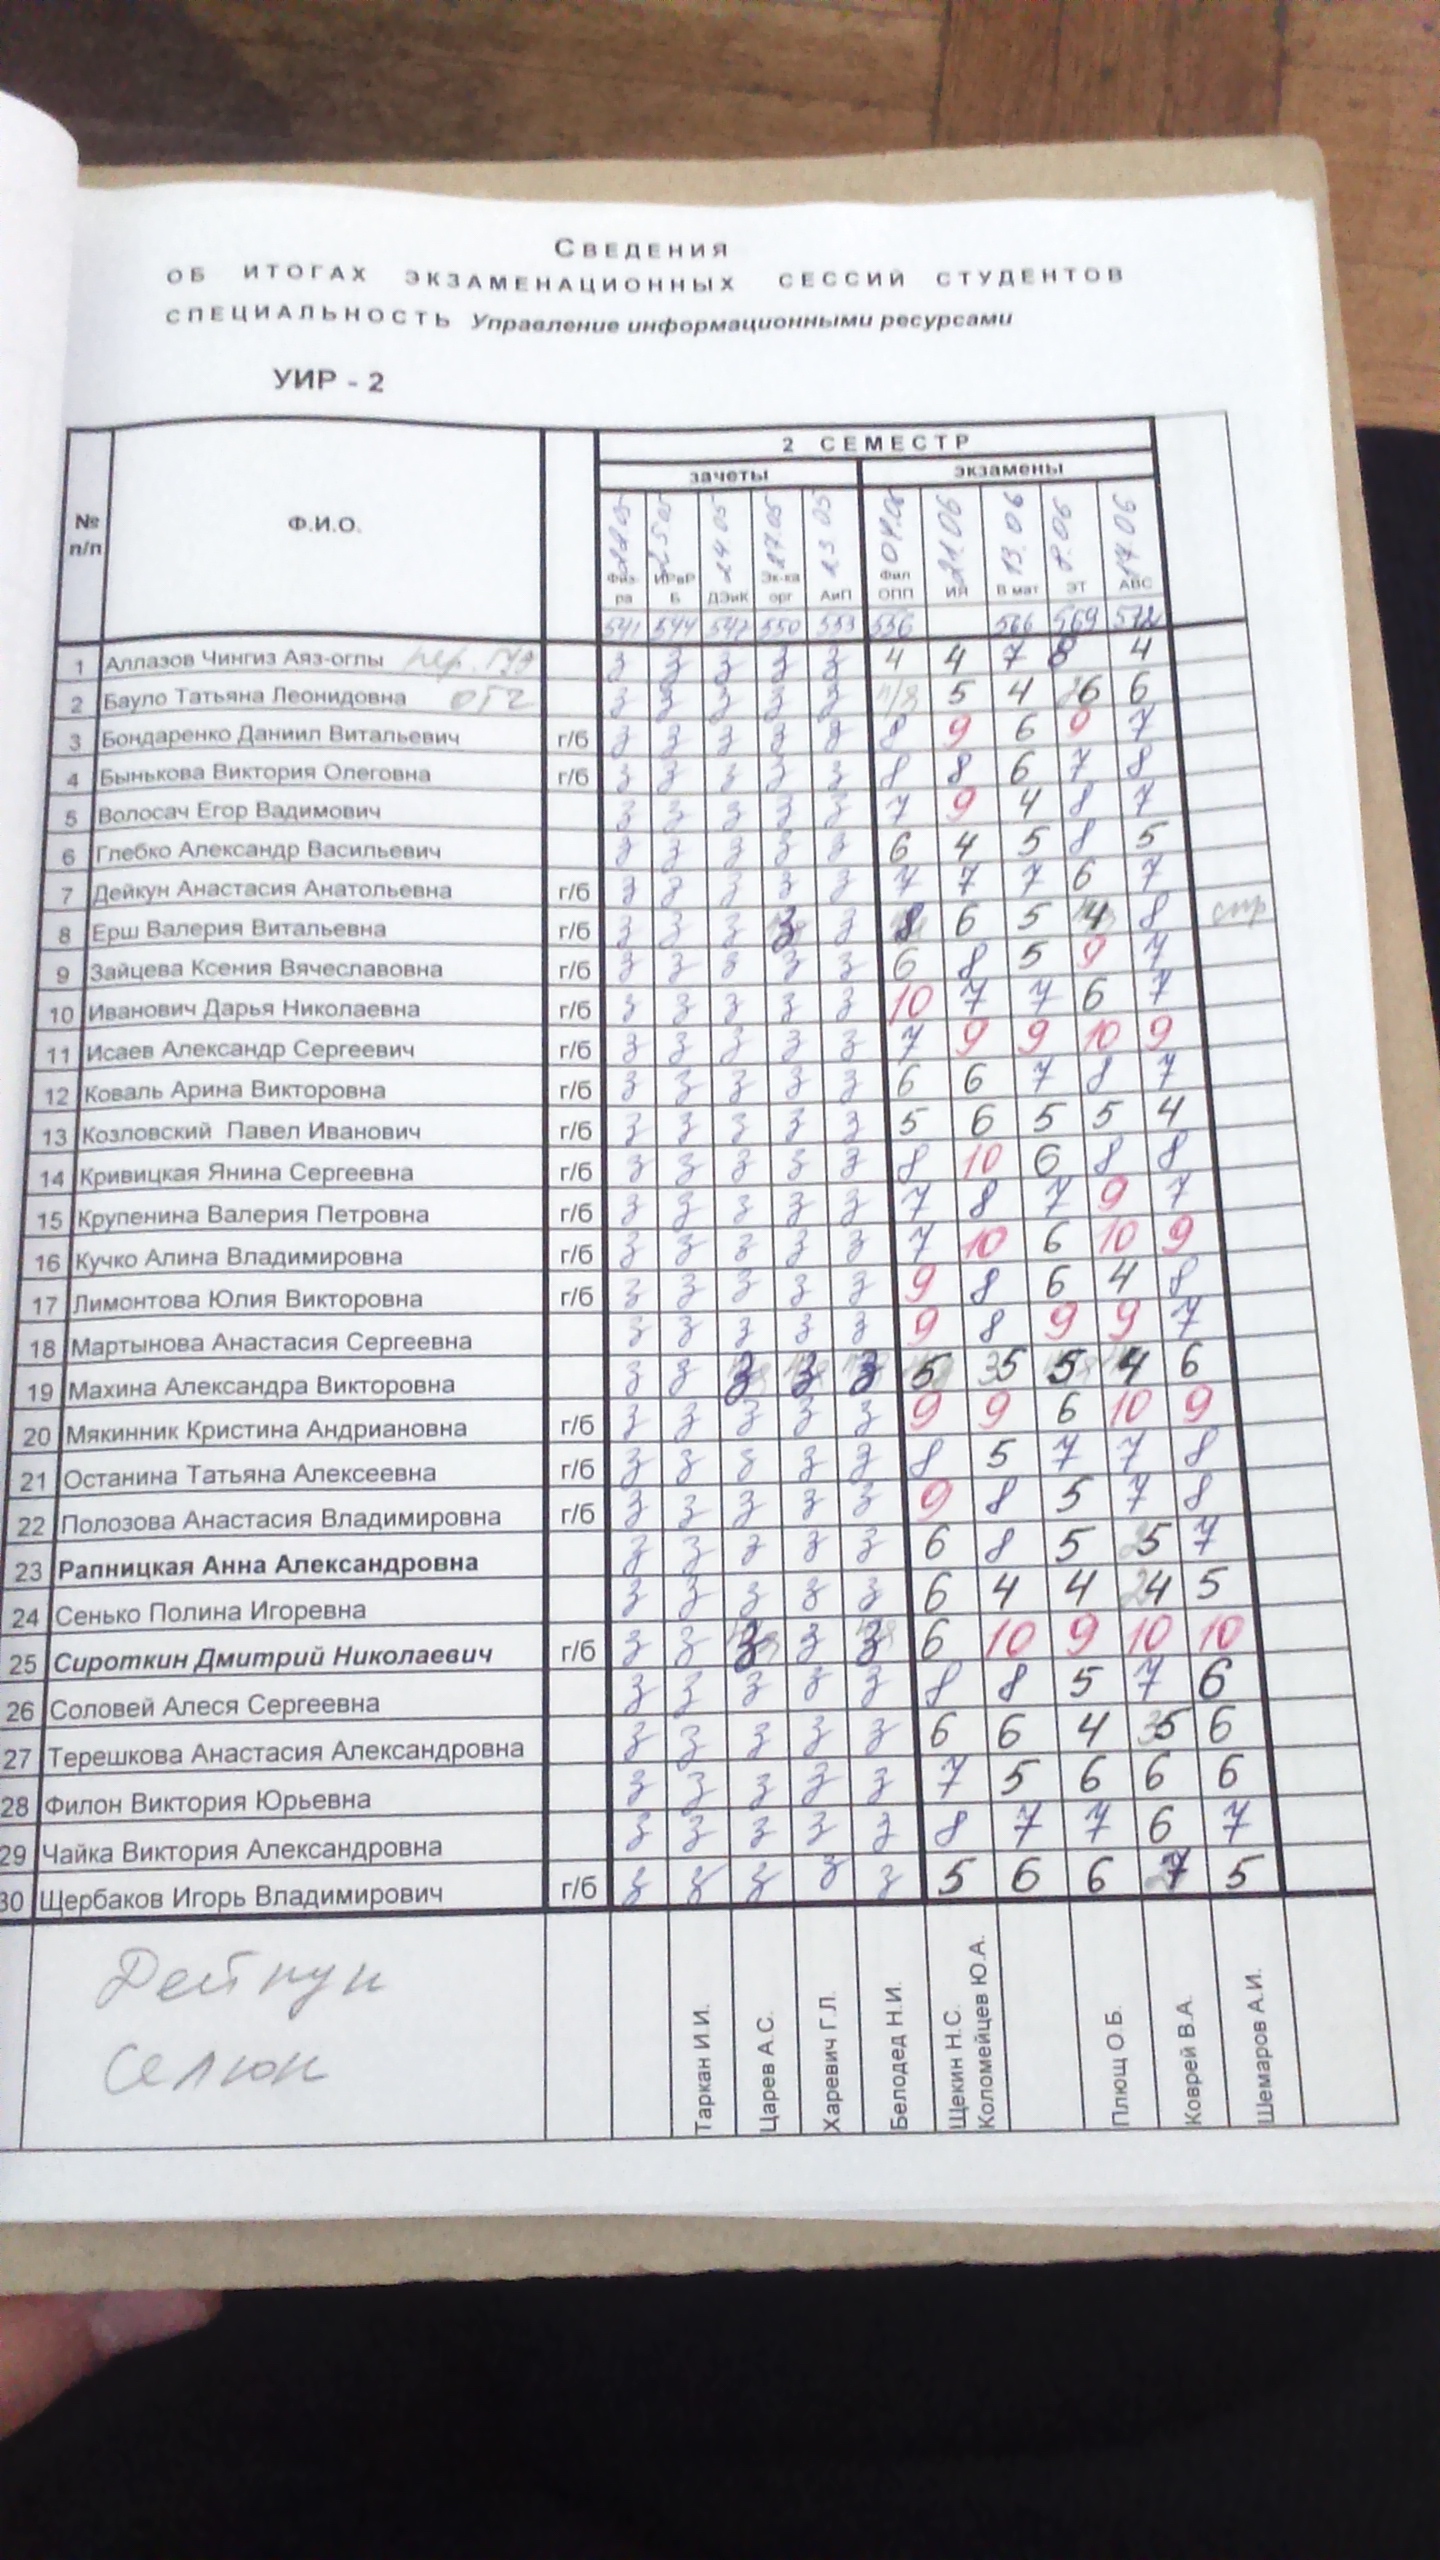 СВЕДЕНИЯ
ОБ ИТОГАХ ЭКЗАМЕНАЦИОННЫХ СЕССИЙ СТУДЕНТОВ
СПЕЦИАЛЬНОСТЬ Управление информационными ресурсами
УИР - 2
2 СЕМЕСТР
зачеты экзамены
№ п/п Ф.И.О.
25.05 24.05 27.05 23.05 04.06 21.06 13.06 8.06 14.06
Физ-ра ИРвРБ ДЭиК Эк-ка орг АиП Фил ОПП ИЯ В мат ЭТ АВС
541 544 542 550 553 556 566 569 572
1 Аллазов Чингиз Аяз-оглы з з з з з 4 4 7 8 4
2 Бауло Татьяна Леонидовна з з з з з н/з 5 4 6 6
3 Бондаренко Даниил Витальевич г/б з з з з з 8 9 6 9 7
4 Бынькова Виктория Олеговна г/б з з з з з 8 8 6 7 8
5 Волосач Егор Вадимович з з з з з 7 9 4 8 7
6 Глебко Александр Васильевич з з з з з 6 4 5 8 5
7 Дейкун Анастасия Анатольевна г/б з з з з з 7 7 7 6 7
8 Ерш Валерия Витальевна г/б з з з з з 8 6 5 4 8
9 Зайцева Ксения Вячеславовна г/б з з з з з 6 8 5 9 7
10 Иванович Дарья Николаевна г/б з з з з з 10 7 7 6 7
11 Исаев Александр Сергеевич г/б з з з з з 7 9 9 10 9
12 Коваль Арина Викторовна г/б з з з з з 6 6 7 8 7
13 Козловский Павел Иванович г/б з з з з з 5 6 5 5 4
14 Кривицкая Янина Сергеевна г/б з з з з з 8 10 6 8 8
15 Крупенина Валерия Петровна г/б з з з з з 7 8 7 9 7
16 Кучко Алина Владимировна г/б з з з з з 7 10 6 10 9
17 Лимонтова Юлия Викторовна г/б з з з з з 9 8 6 4 8
18 Мартынова Анастасия Сергеевна з з з з з 9 8 9 9 7
19 Махина Александра Викторовна з з з з з 5 5 5 4 6
20 Мякинник Кристина Андриановна г/б з з з з з 9 9 6 10 9
21 Останина Татьяна Алексеевна г/б з з з з з 8 5 7 7 8
22 Полозова Анастасия Владимировна г/б з з з з з 9 8 5 7 8
23 Рапницкая Анна Александровна з з з з з 6 8 5 5 7
24 Сенько Полина Игоревна з з з з з 6 4 4 4 5
25 Сироткин Дмитрий Николаевич г/б з з з з з 6 10 9 10 10
26 Соловей Алеся Сергеевна з з з з з 8 8 5 7 6
27 Терешкова Анастасия Александровна з з з з з 6 6 4 5 6
28 Филон Виктория Юрьевна з з з з з 7 5 6 6 6
29 Чайка Виктория Александровна з з з з з 8 7 7 6 7
30 Щербаков Игорь Владимирович г/б з з з з з 5 6 6 7 5
Дейкун
Селюн
Таркан И.И.
Царев А.С.
Харевич Г.Л.
Белодед Н.И.
Щекин Н.С.
Коломейцев Ю.А.
Плющ О.Б.
Коврей В.А.
Шемаров А.И.